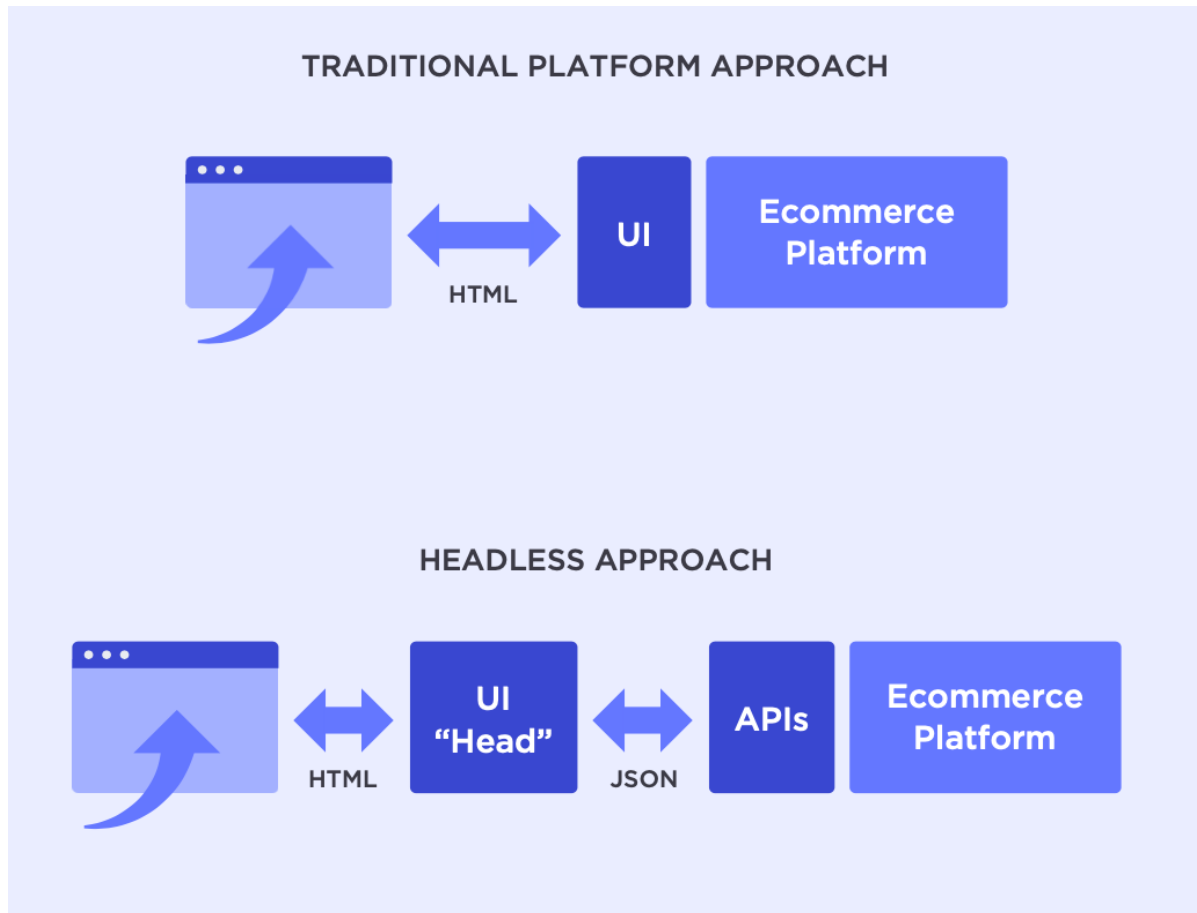 TRADITIONAL PLATFORM APPROACH
HTML
UI
Ecommerce
Platform
HEADLESS APPROACH
HTML
UI
“Head”
JSON
APIs
Ecommerce
Platform